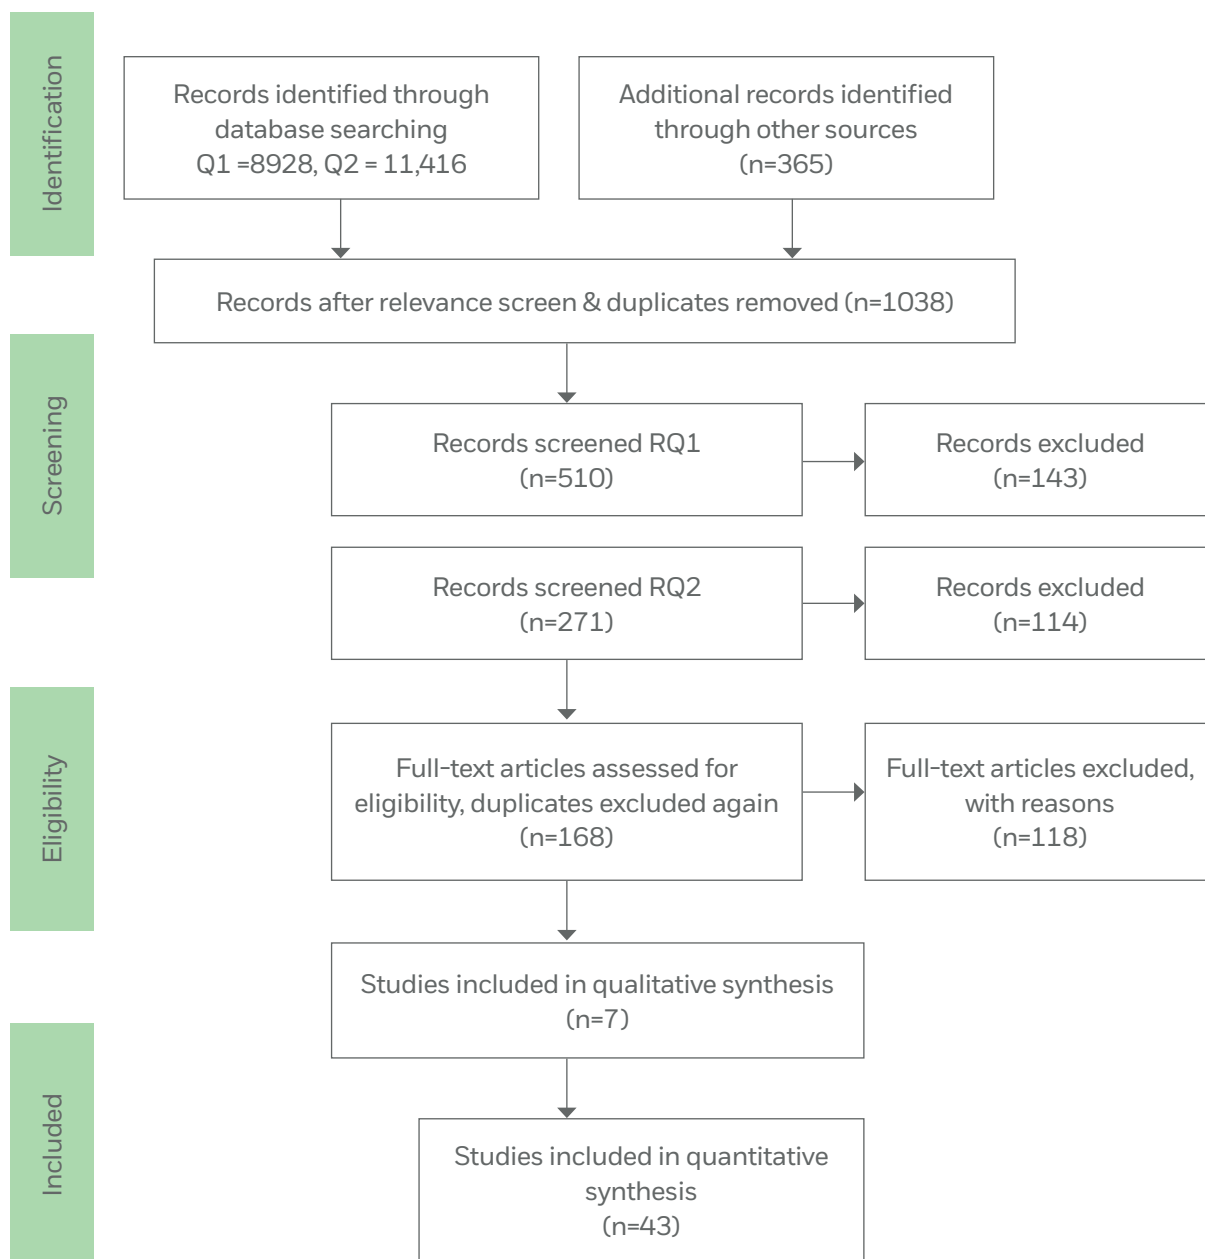 Identification
Records identified through
database searching
Q1 =8928, Q2 = 11,416
Additional records identified
through other sources
(n=365)
Records after relevance screen & duplicates removed (n=1038)
Screening
Records screened RQ1
(n=510)
Records excluded
(n=143)
Records screened RQ2
(n=271)
Records excluded
(n=114)
Eligibility
Full-text articles assessed for
eligibility, duplicates excluded again
(n=168)
Full-text articles excluded,
with reasons
(n=118)
Studies included in qualitative synthesis
(n=7)
Included
Studies included in quantitative
synthesis
(n=43)